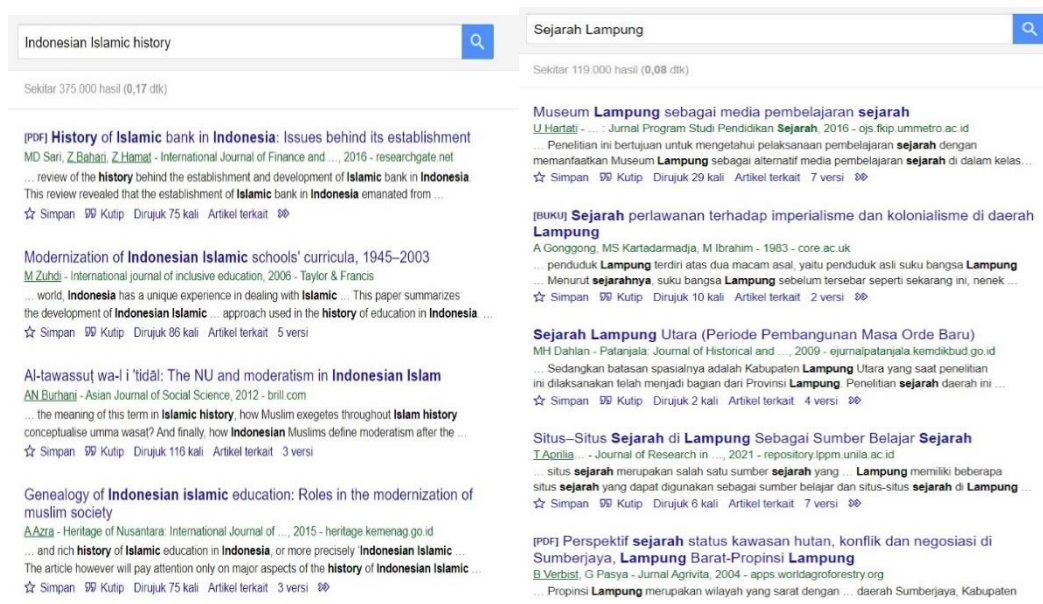 Indonesian Islamic history
Sekitar 375.000 hasil (0,17 dtk)
[PDF] History of Islamic bank in Indonesia: Issues behind its establishment
MD Sari, Z Bahari, Z Hamat - International Journal of Finance and ..., 2016 - researchgate.net
... review of the history behind the establishment and development of Islamic bank in Indonesia.
This review revealed that the establishment of Islamic bank in Indonesia emanated from ...
Simpan Kutip Dirujuk 75 kali Artikel terkait
Modernization of Indonesian Islamic schools' curricula, 1945–2003
M Zuhdi - International journal of inclusive education, 2006 - Taylor & Francis
... world, Indonesia has a unique experience in dealing with Islamic ... This paper summarizes
the development of Indonesian Islamic ... approach used in the history of education in Indonesia. ...
Simpan Kutip Dirujuk 86 kali Artikel terkait 5 versi
Al-tawassuṭ wa-l i 'tidāl: The NU and moderatism in Indonesian Islam
AN Burhani - Asian Journal of Social Science, 2012 - brill.com
... the meaning of this term in Islamic history, how Muslim exegetes throughout Islam history
conceptualise umma wasaṭ? And finally, how Indonesian Muslims define moderatism after the ...
Simpan Kutip Dirujuk 116 kali Artikel terkait 3 versi
Genealogy of Indonesian islamic education: Roles in the modernization of
muslim society
A Azra - Heritage of Nusantara: International Journal of ..., 2015 - heritage.kemenag.go.id
... and rich history of Islamic education in Indonesia, or more precisely 'Indonesian Islamic ...
The article however will pay attention only on major aspects of the history of Indonesian Islamic ...
Simpan Kutip Dirujuk 75 kali Artikel terkait 3 versi
Sejarah Lampung
Sekitar 119.000 hasil (0,08 dtk)
Museum Lampung sebagai media pembelajaran sejarah
U Hartati - ... : Jurnal Program Studi Pendidikan Sejarah, 2016 - ojs.fkip.ummetro.ac.id
... Penelitian ini bertujuan untuk mengetahui pelaksanaan pembelajaran sejarah dengan
memanfaatkan Museum Lampung sebagai alternatif media pembelajaran sejarah di dalam kelas...
Simpan Kutip Dirujuk 29 kali Artikel terkait 7 versi
[BUKU] Sejarah perlawanan terhadap imperialisme dan kolonialisme di daerah
Lampung
A Gonggong, MS Kartadarmadja, M Ibrahim - 1983 - core.ac.uk
... penduduk Lampung terdiri atas dua macam asal, yaitu penduduk asli suku bangsa Lampung
... Menurut sejarahnya, suku bangsa Lampung sebelum tersebar seperti sekarang ini, nenek ...
Simpan Kutip Dirujuk 10 kali Artikel terkait 2 versi
Sejarah Lampung Utara (Periode Pembangunan Masa Orde Baru)
MH Dahlan - Patanjala: Journal of Historical and ..., 2009 - ejurnalpatanjala.kemdikbud.go.id
... Sedangkan batasan spasialnya adalah Kabupaten Lampung Utara yang saat penelitian
ini dilaksanakan telah menjadi bagian dari Provinsi Lampung. Penelitian sejarah daerah ini ...
Simpan Kutip Dirujuk 2 kali Artikel terkait 4 versi
Situs–Situs Sejarah di Lampung Sebagai Sumber Belajar Sejarah
T Aprilia... - Journal of Research in ..., 2021 - repository.lppm.unila.ac.id
... situs sejarah merupakan salah satu sumber sejarah yang ... Lampung memiliki beberapa
situs sejarah yang dapat digunakan sebagai sumber belajar dan situs-situs sejarah di Lampung...
Simpan Kutip Dirujuk 6 kali Artikel terkait 7 versi
[PDF] Perspektif sejarah status kawasan hutan, konflik dan negosiasi di
Sumberjaya, Lampung Barat-Propinsi Lampung
B Verbist, G Pasya - Jurnal Agrivita, 2004 - apps.worldagroforestry.org
... Propinsi Lampung merupakan wilayah yang sarat dengan ... daerah Sumberjaya, Kabupaten